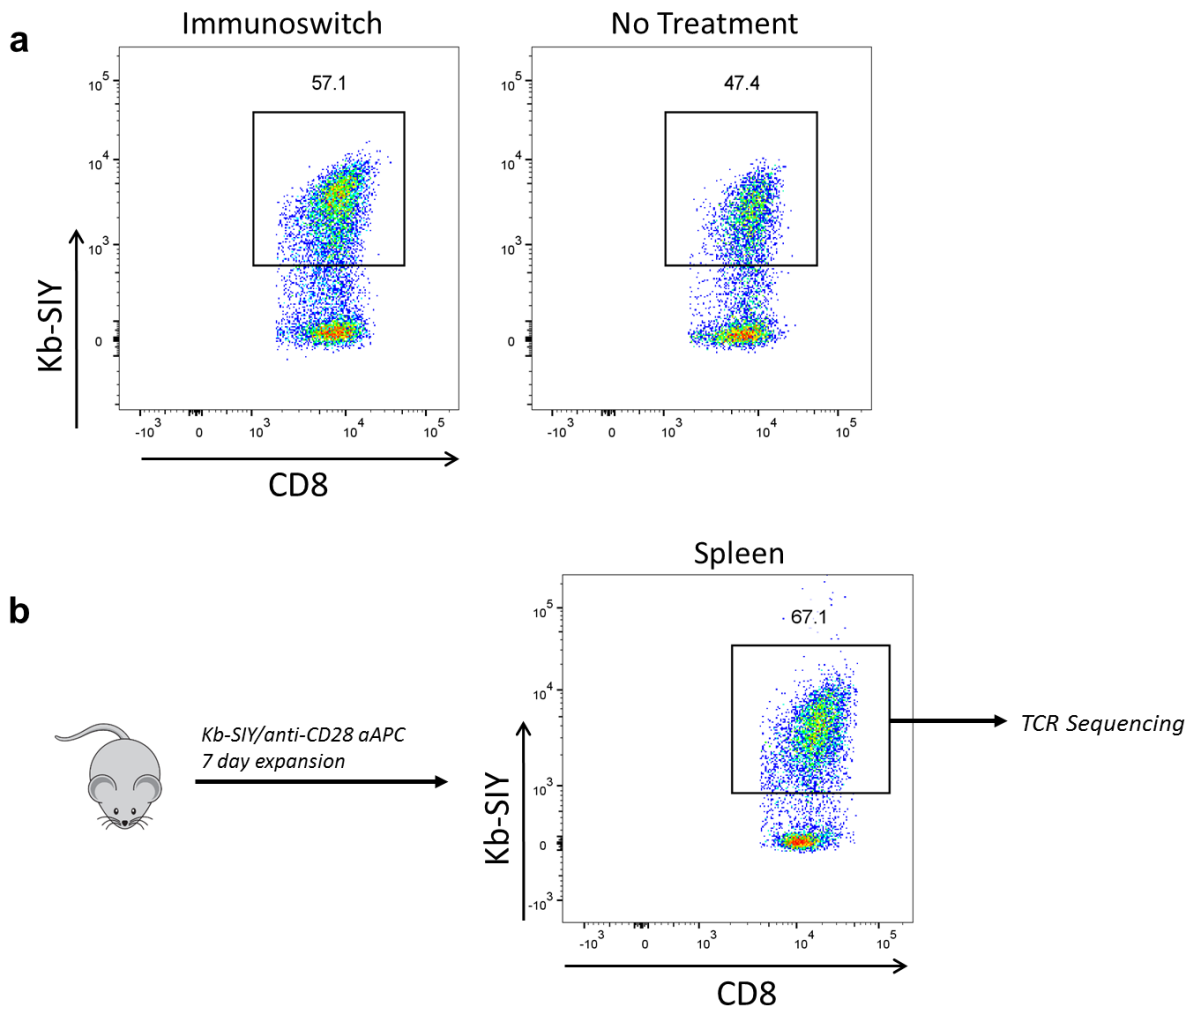 a
Immunoswitch
No Treatment
57.1
47.4
10^5
10^4
10^3
0
-10^3 0 10^3 10^4 10^5
10^5
10^4
10^3
0
-10^3 0 10^3 10^4 10^5
Kb-SIY
CD8
b
Spleen
Kb-SIY/anti-CD28 aAPC
7 day expansion
67.1
10^5
10^4
10^3
0
-10^3
-10^3 0 10^3 10^4 10^5
Kb-SIY
CD8
TCR Sequencing